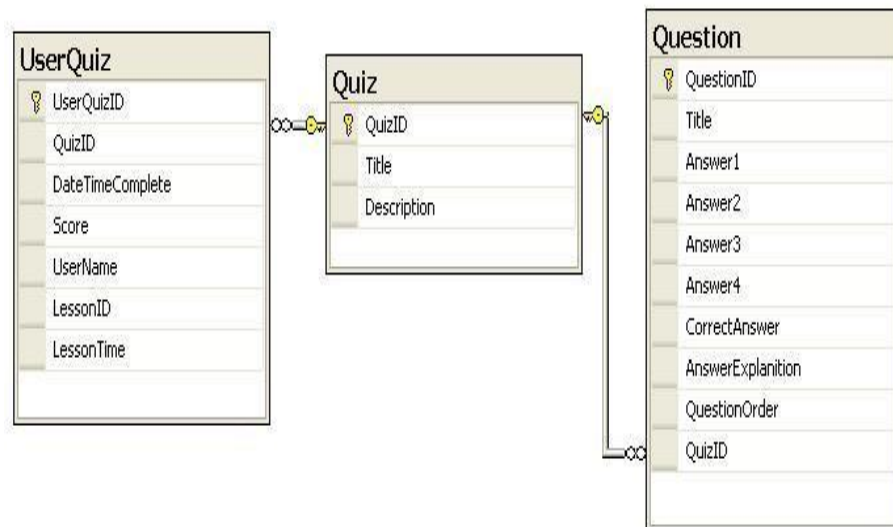 UserQuiz
UserQuizID
QuizID
DateTimeComplete
Score
UserName
LessonID
LessonTime
Quiz
QuizID
Title
Description
Question
QuestionID
Title
Answer1
Answer2
Answer3
Answer4
CorrectAnswer
AnswerExplanition
QuestionOrder
QuizID